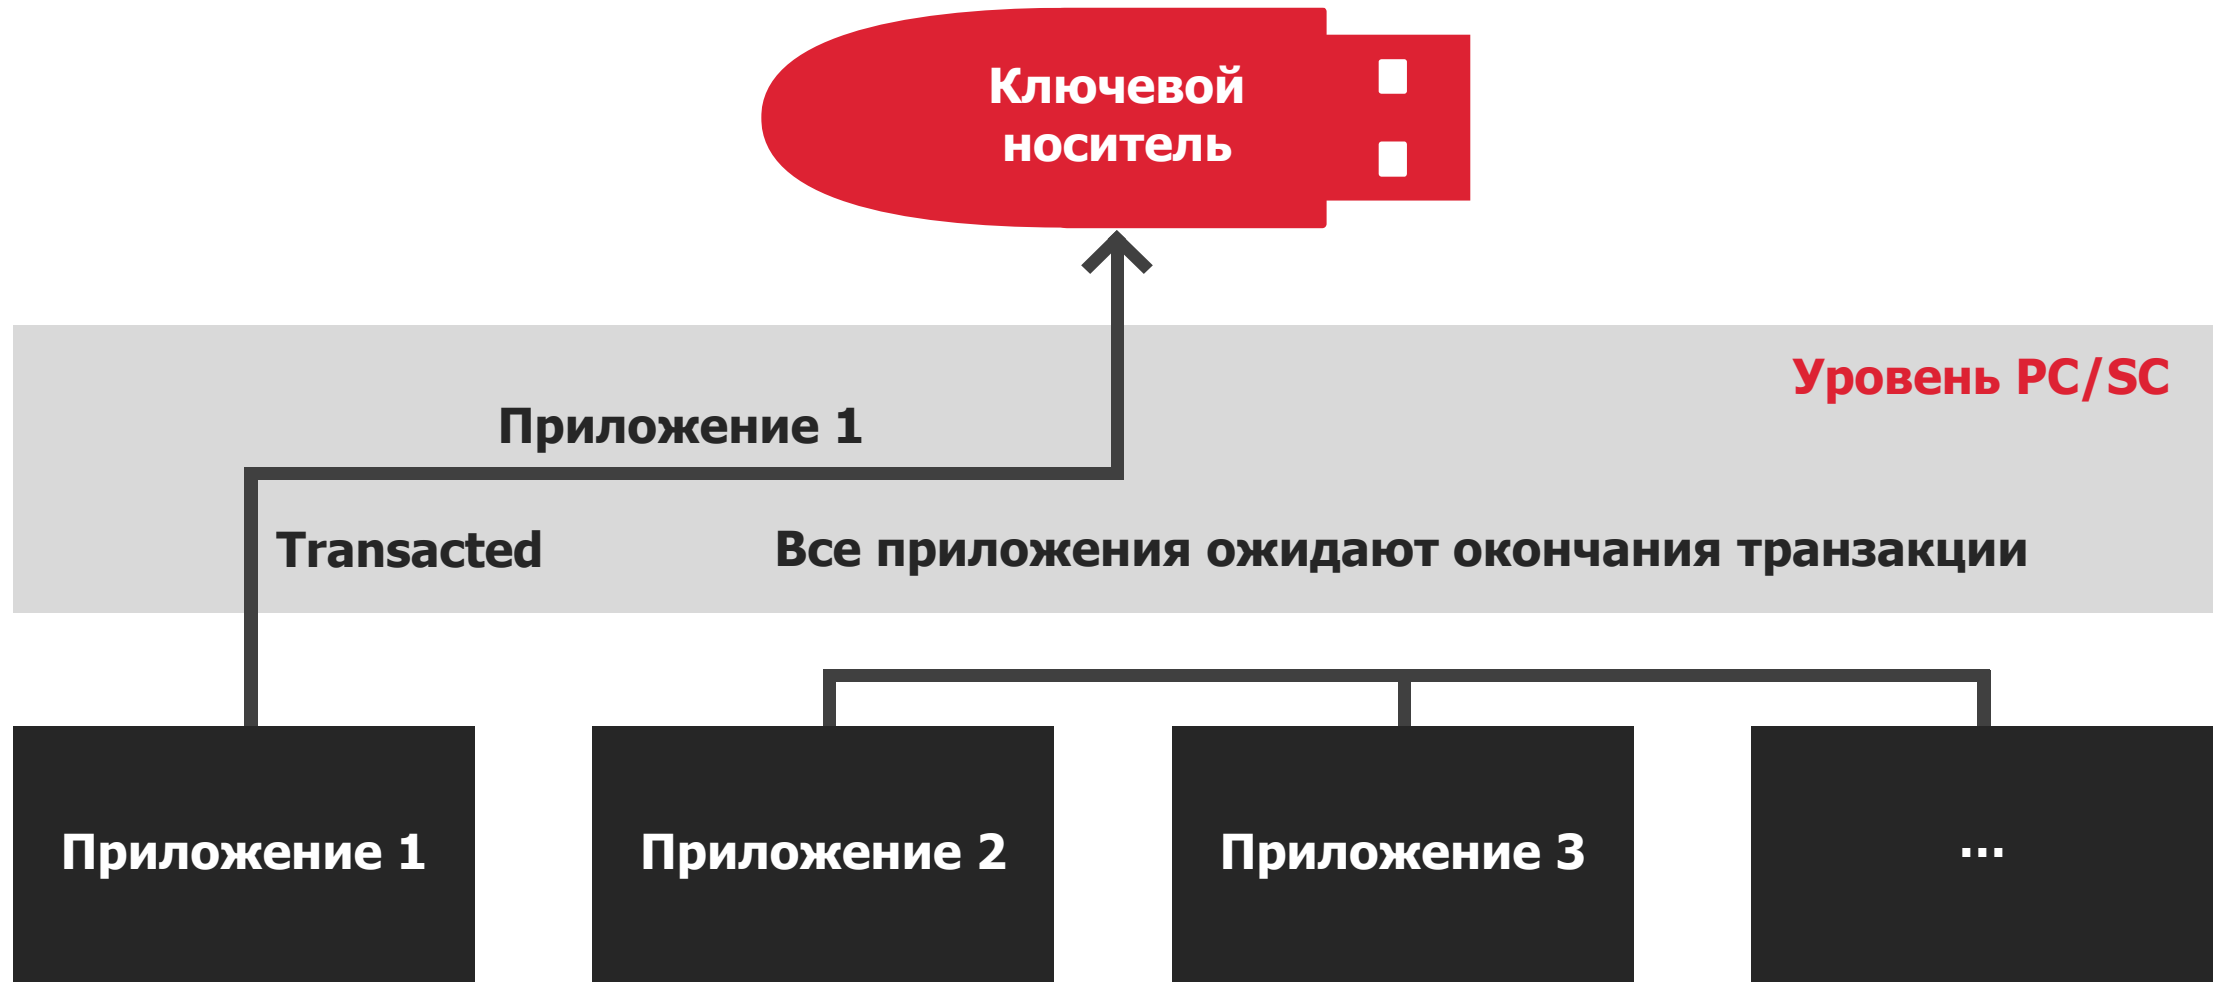 Ключевой
носитель
Уровень PC/SC
Приложение 1
Transacted
Все приложения ожидают окончания транзакции
Приложение 1
Приложение 2
Приложение 3
...